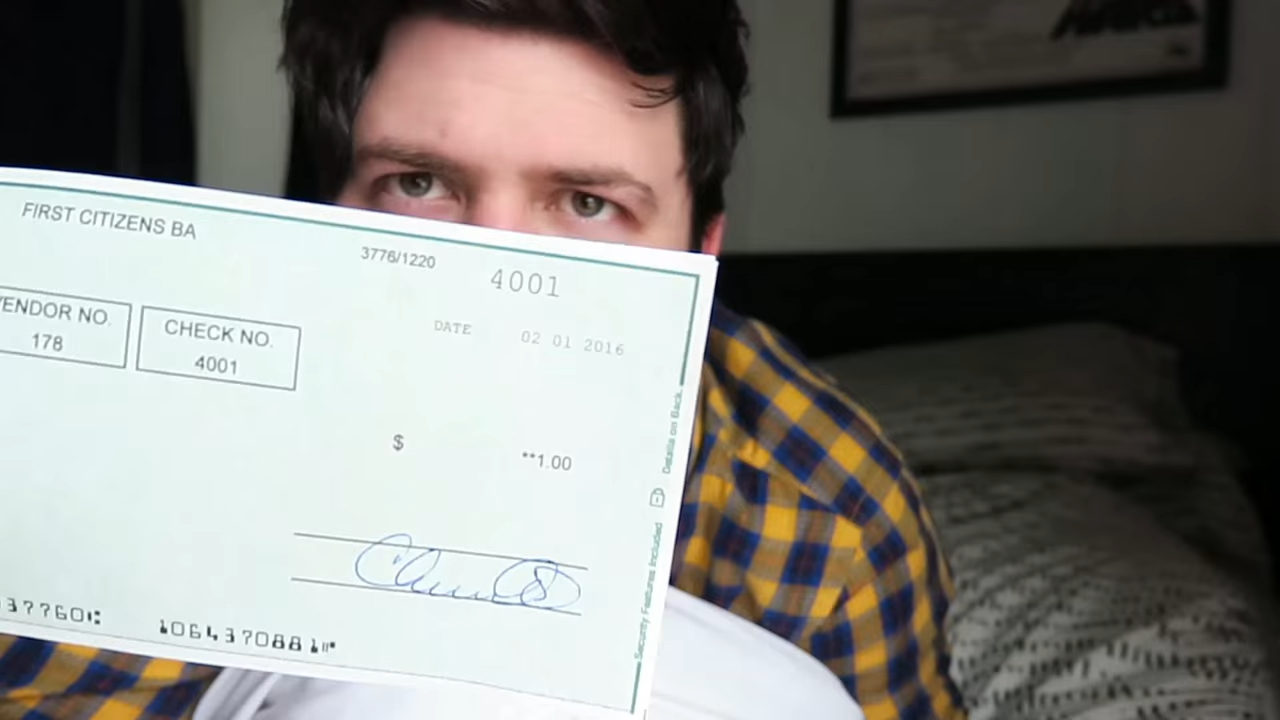 FIRST CITIZENS BA
3776/1220
4001
DATE 02 01 2016
VENDOR NO.
178
CHECK NO.
4001
$ **1.00
Security Features Included Details on Back.
37760⑆ 1064370881⑈